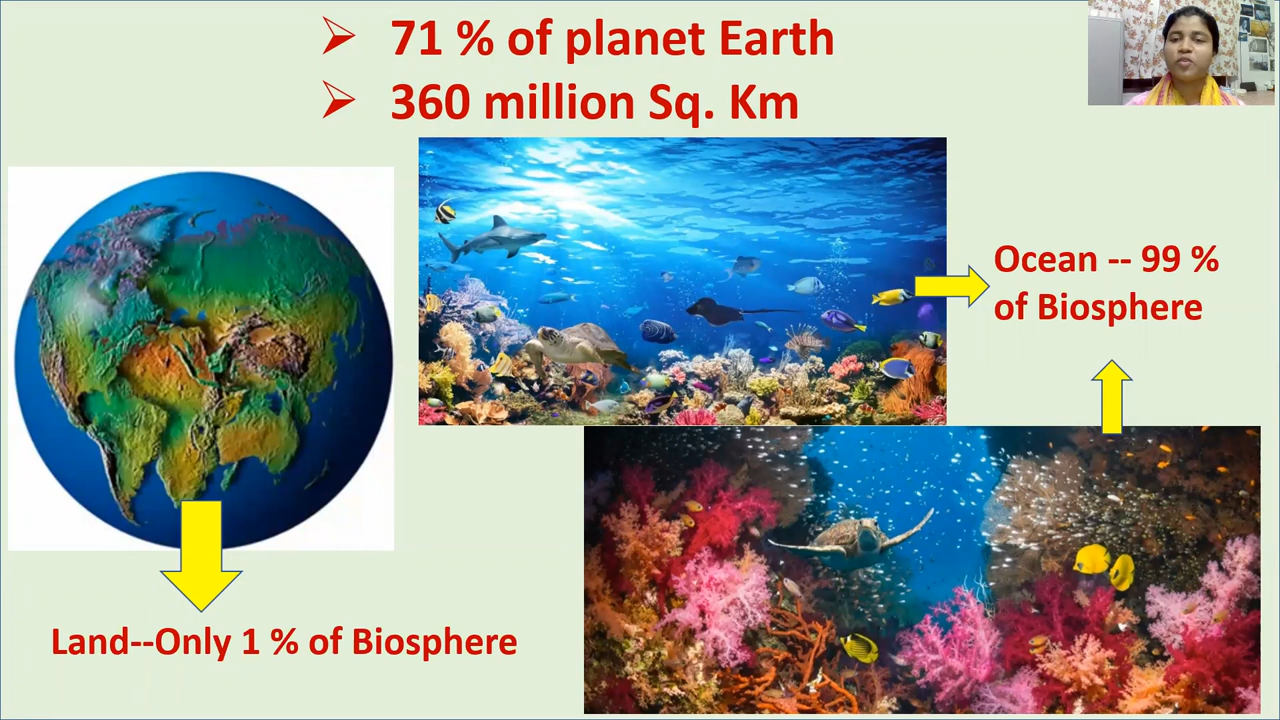 71 % of planet Earth
360 million Sq. Km
Ocean -- 99 %
of Biosphere
Land--Only 1 % of Biosphere